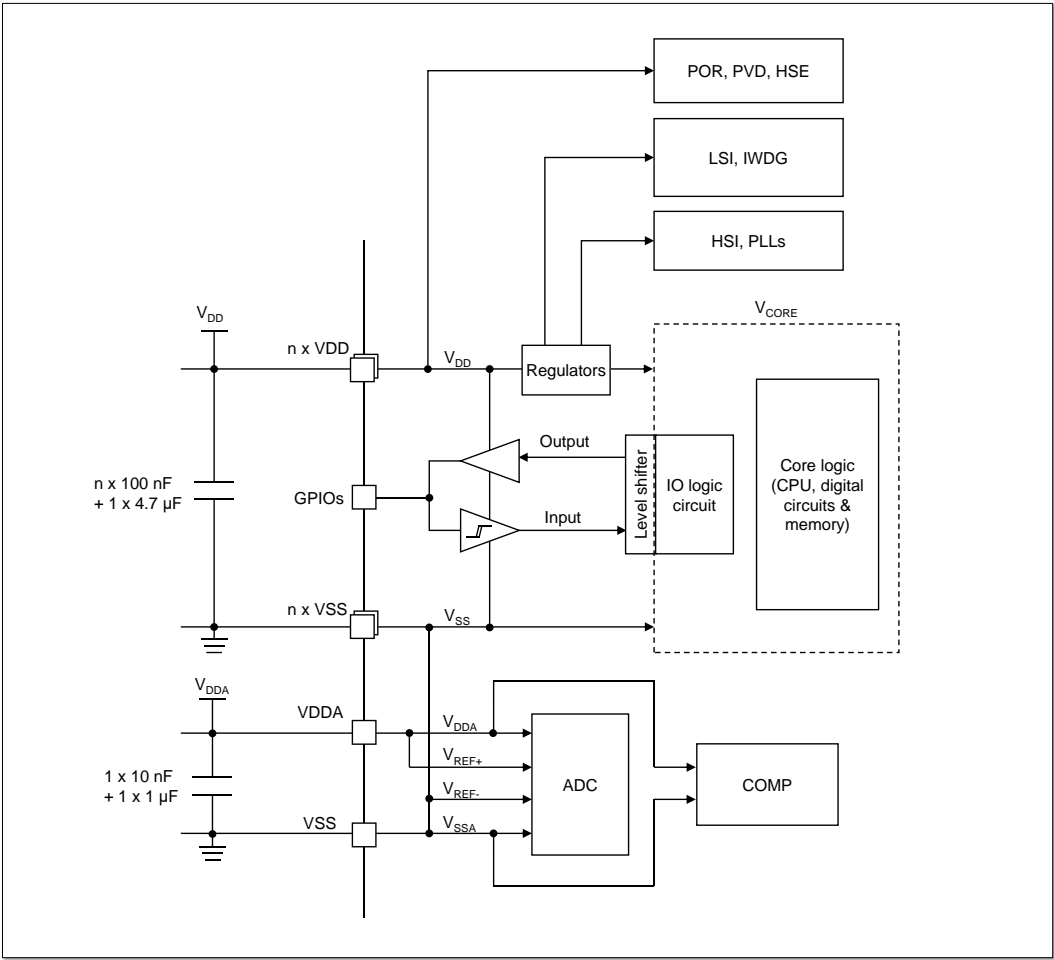 POR, PVD, HSE
LSI, IWDG
HSI, PLLs
VDD
n x VDD
VDD
Regulators
VCORE
n x 100 nF
+ 1 x 4.7 µF
GPIOs
Output
Input
Level shifter
IO logic
circuit
Core logic
(CPU, digital
circuits &
memory)
n x VSS
VSS
VDDA
VDDA
VDDA
VREF+
VREF-
VSSA
1 x 10 nF
+ 1 x 1 µF
VSS
ADC
COMP